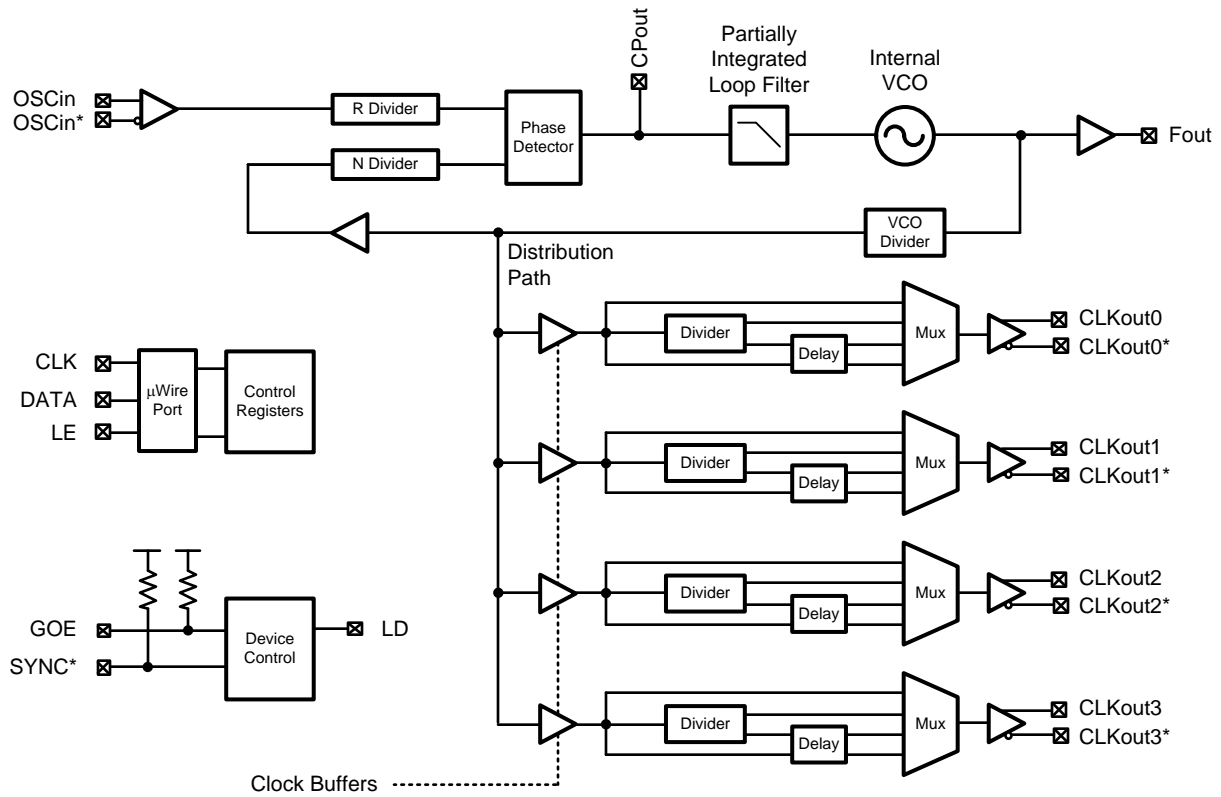 CPout
Partially
Integrated
Loop Filter
Internal
VCO
OSCin
OSCin*
R Divider
N Divider
Phase
Detector
Fout
VCO
Divider
Distribution
Path
Divider
Delay
Mux
CLKout0
CLKout0*
CLK
DATA
LE
µWire
Port
Control
Registers
Divider
Delay
Mux
CLKout1
CLKout1*
Divider
Delay
Mux
CLKout2
CLKout2*
GOE
SYNC*
Device
Control
LD
Divider
Delay
Mux
CLKout3
CLKout3*
Clock Buffers